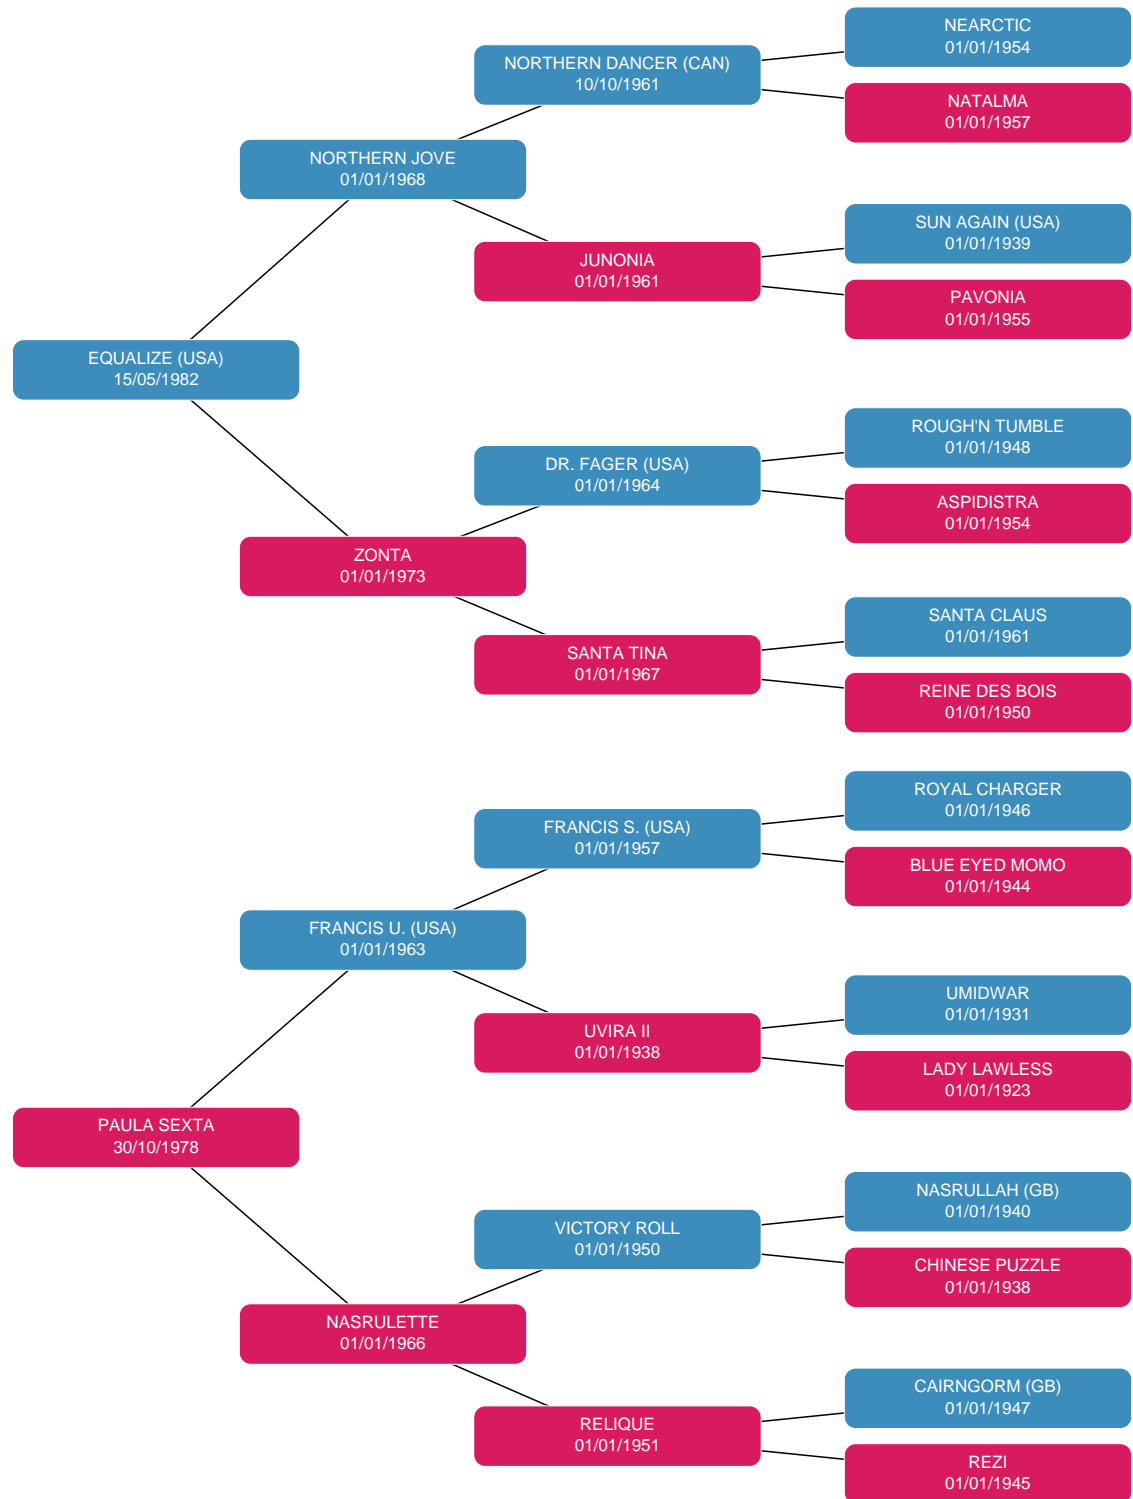 NEARCTIC
01/01/1954
NORTHERN DANCER (CAN)
10/10/1961
NATALMA
01/01/1957
NORTHERN JOVE
01/01/1968
SUN AGAIN (USA)
01/01/1939
JUNONIA
01/01/1961
PAVONIA
01/01/1955
EQUALIZE (USA)
15/05/1982
ROUGH'N TUMBLE
01/01/1948
DR. FAGER (USA)
01/01/1964
ASPIDISTRA
01/01/1954
ZONTA
01/01/1973
SANTA CLAUS
01/01/1961
SANTA TINA
01/01/1967
REINE DES BOIS
01/01/1950
ROYAL CHARGER
01/01/1946
FRANCIS S. (USA)
01/01/1957
BLUE EYED MOMO
01/01/1944
FRANCIS U. (USA)
01/01/1963
UMIDWAR
01/01/1931
UVIRA II
01/01/1938
LADY LAWLESS
01/01/1923
PAULA SEXTA
30/10/1978
NASRULLAH (GB)
01/01/1940
VICTORY ROLL
01/01/1950
CHINESE PUZZLE
01/01/1938
NASRULETTE
01/01/1966
CAIRNGORM (GB)
01/01/1947
RELIQUE
01/01/1951
REZI
01/01/1945